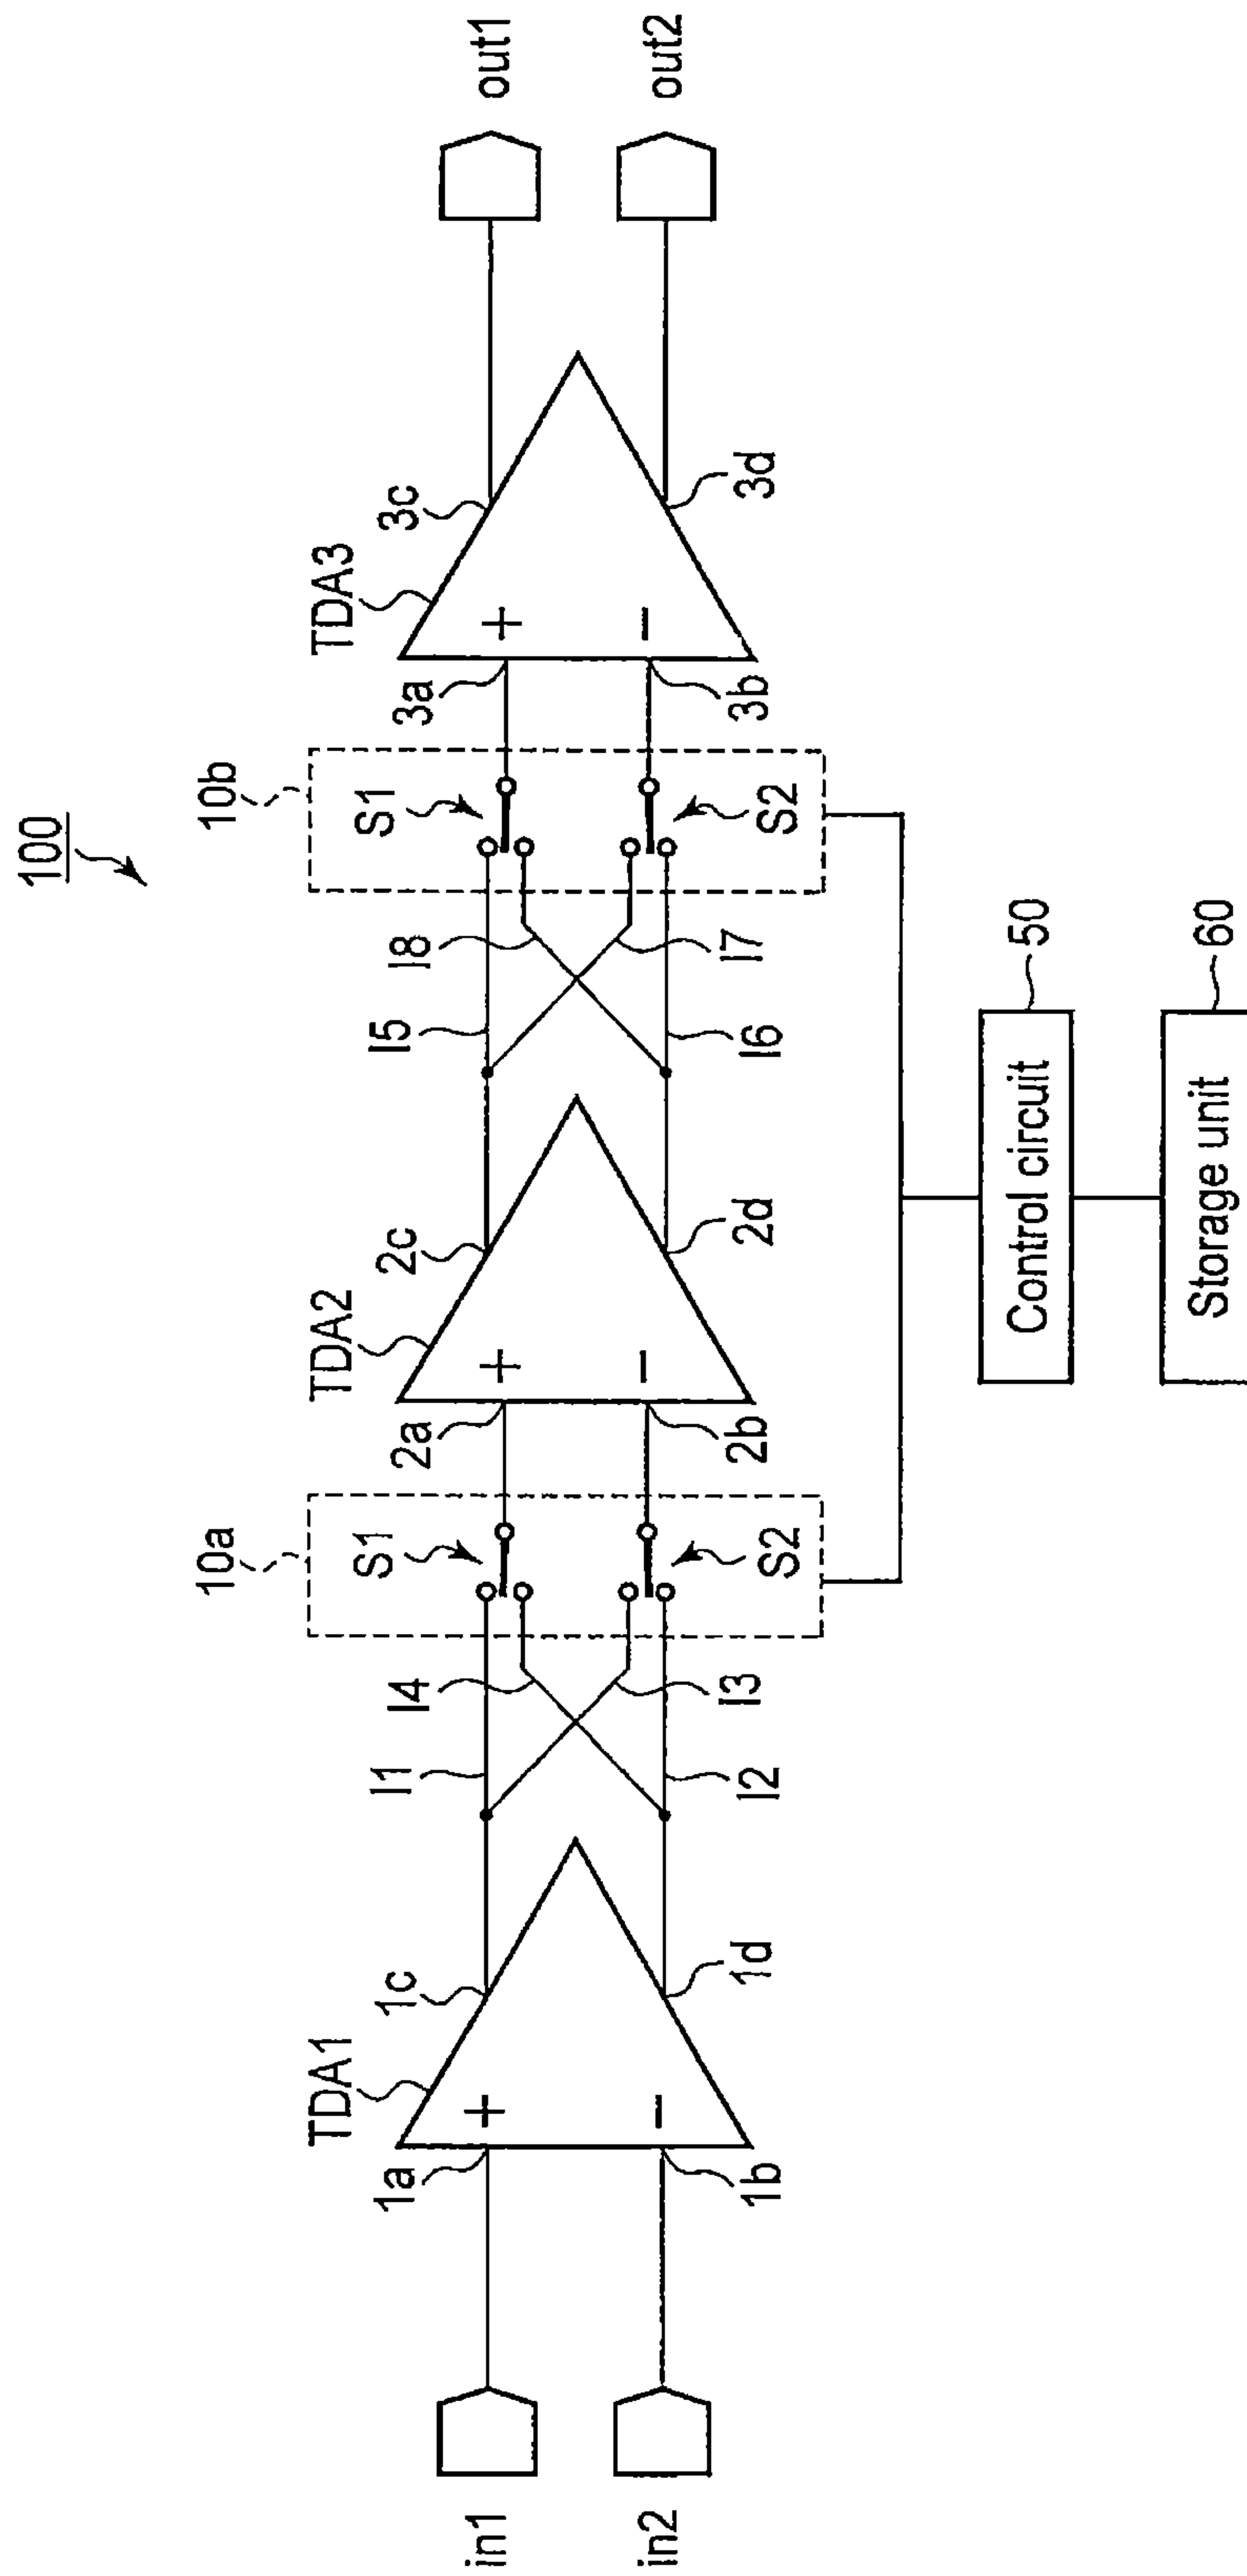 100
10a
10b
TDA1
TDA2
TDA3
S1
S1
1a
1c
l1
l4
2a
2c
l5
l8
3a
3c
in1
out1
+
+
+
−
−
−
in2
out2
1b
1d
l2
l3
2b
2d
l6
l7
3b
3d
S2
S2
Control circuit
50
Storage unit
60